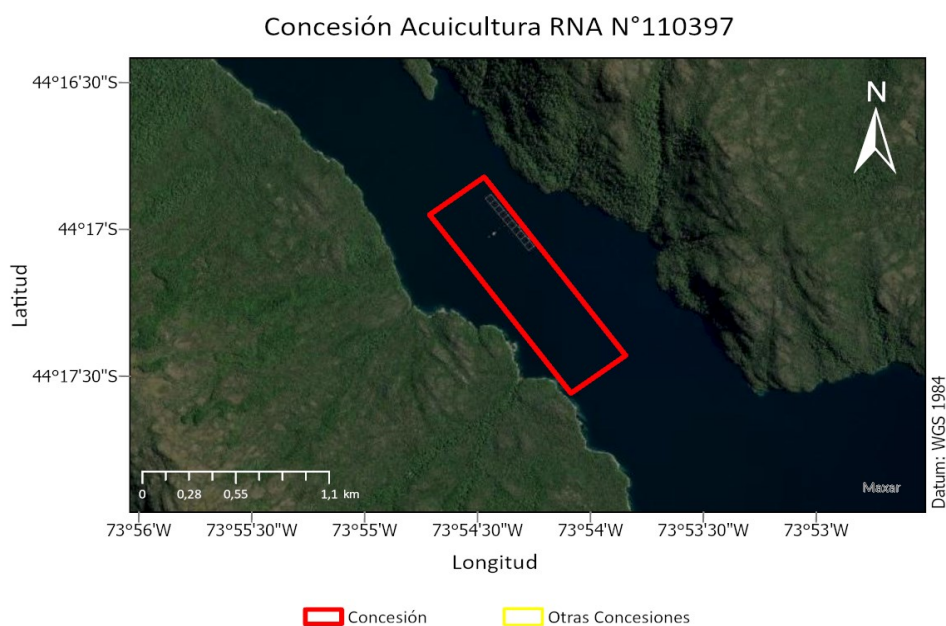 Concesión Acuicultura RNA N°110397
44°16'30"S
44°17'S
44°17'30"S
Latitud
N
0 0,28 0,55 1,1 km
Maxar
Datum: WGS 1984
73°56'W 73°55'30"W 73°55'W 73°54'30"W 73°54'W 73°53'30"W 73°53'W
Longitud
Concesión Otras Concesiones